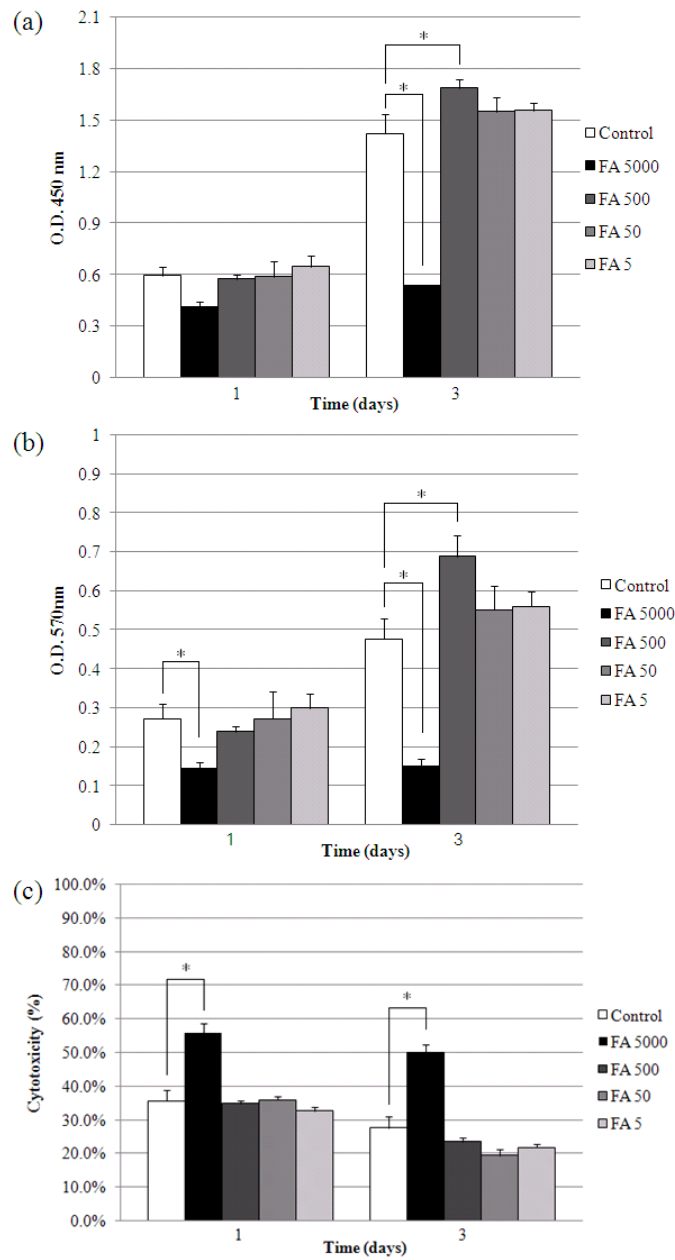 (a)
2.1
1.8
1.5
1.2
0.9
0.6
0.3
0
O.D. 450 nm
*
*
1
3
Time (days)
Control
FA 5000
FA 500
FA 50
FA 5
(b)
1
0.9
0.8
0.7
0.6
0.5
0.4
0.3
0.2
0.1
0
O.D. 570nm
*
*
*
1
3
Time (days)
Control
FA 5000
FA 500
FA 50
FA 5
(c)
100.0%
90.0%
80.0%
70.0%
60.0%
50.0%
40.0%
30.0%
20.0%
10.0%
0.0%
Cytotoxicity (%)
*
*
1
3
Time (days)
Control
FA 5000
FA 500
FA 50
FA 5